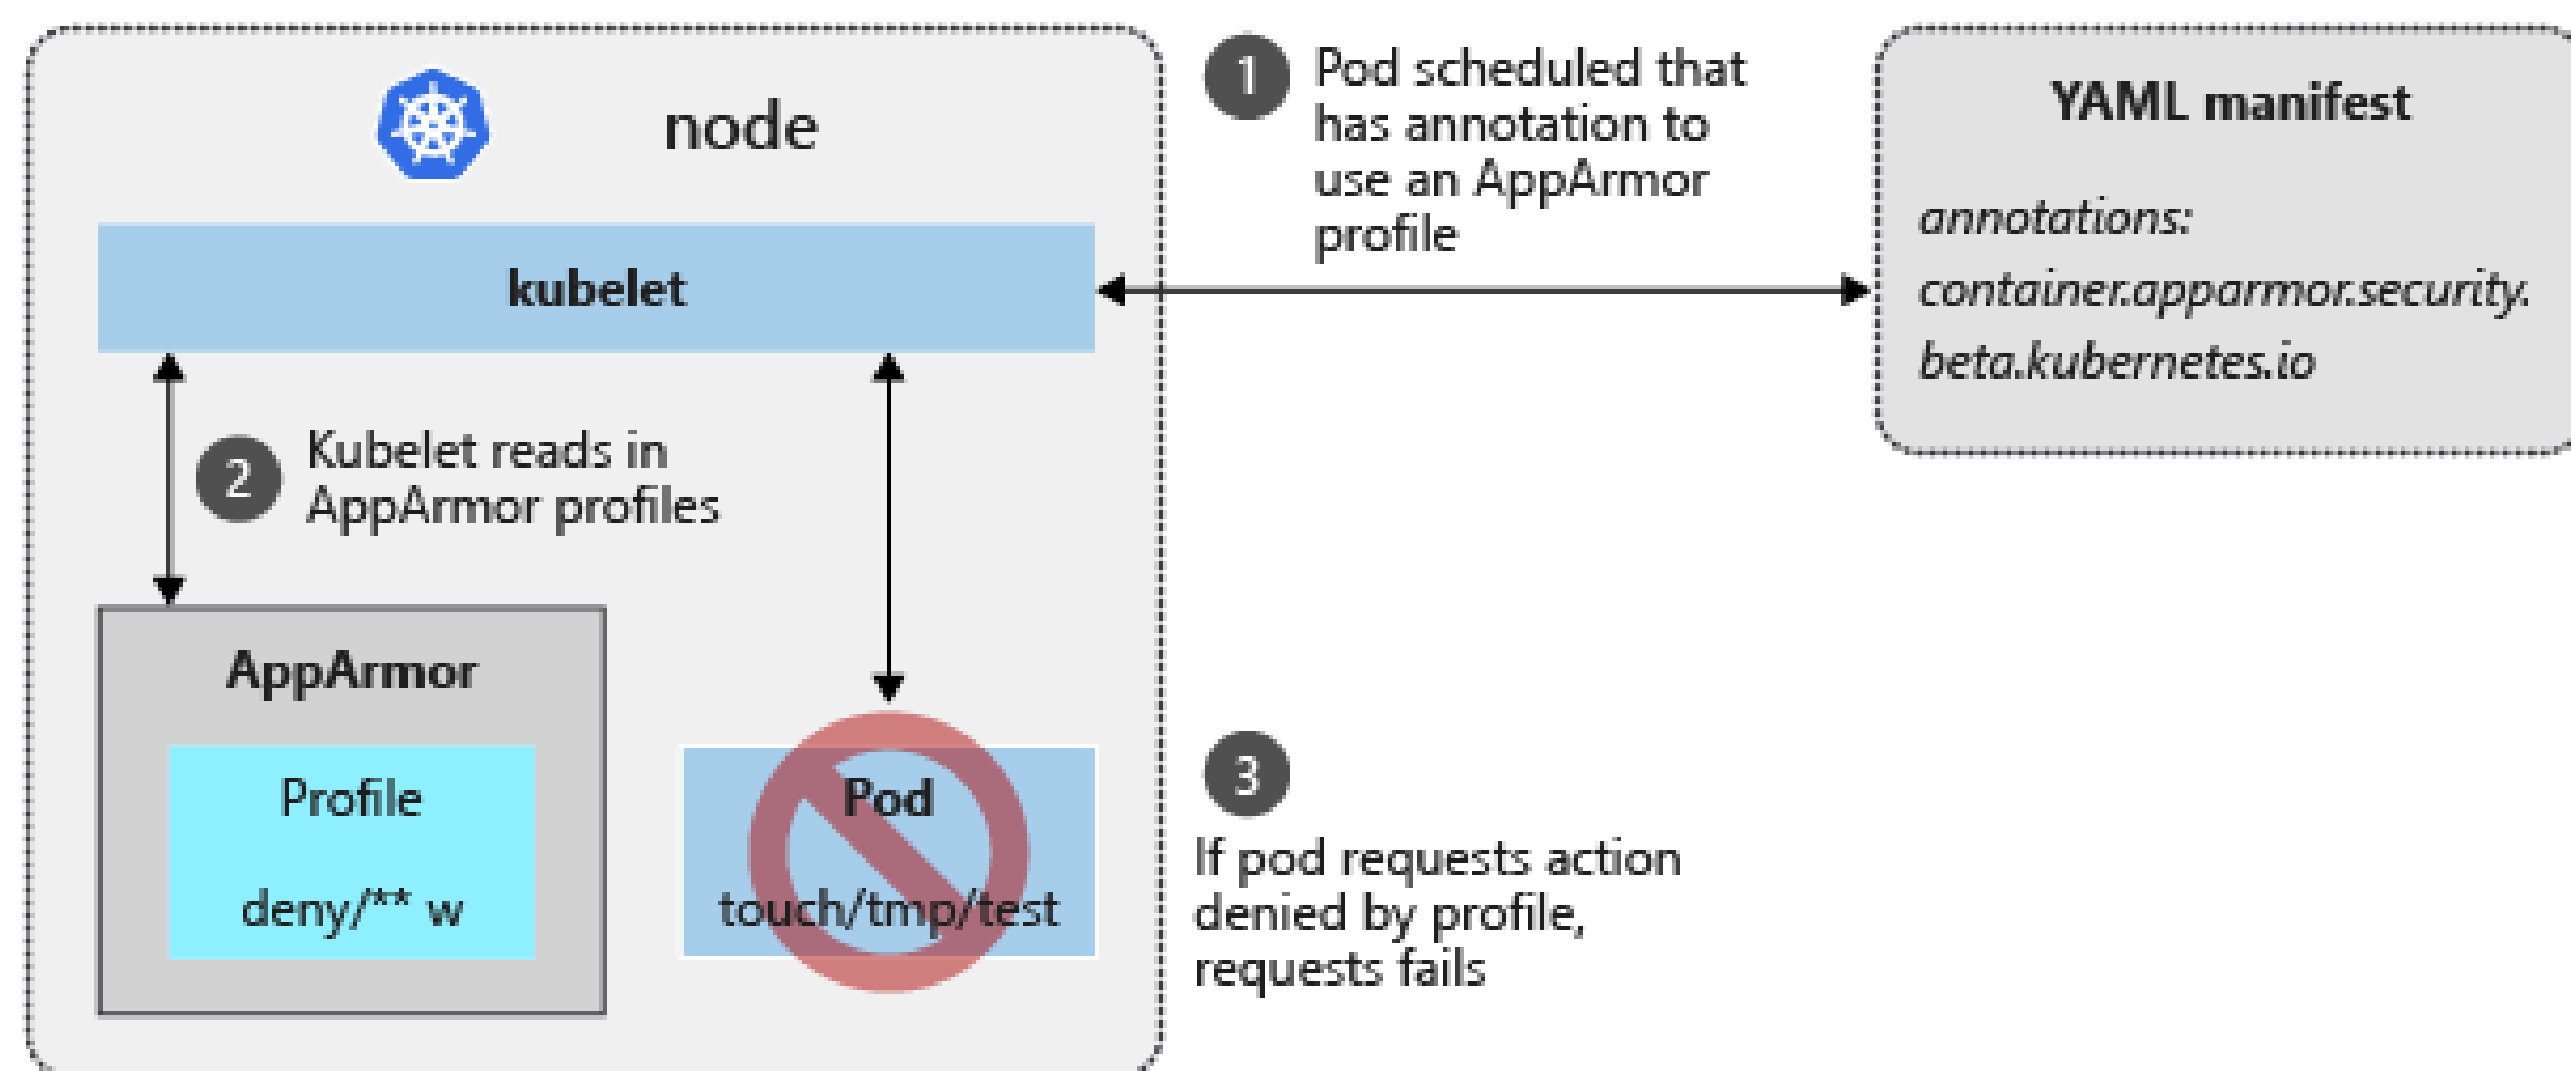 node
kubelet
1
Pod scheduled that
has annotation to
use an AppArmor
profile
YAML manifest
annotations:
container.apparmor.security.
beta.kubernetes.io
2
Kubelet reads in
AppArmor profiles
AppArmor
Profile
deny/** w
Pod
touch/tmp/test
3
If pod requests action
denied by profile,
requests fails